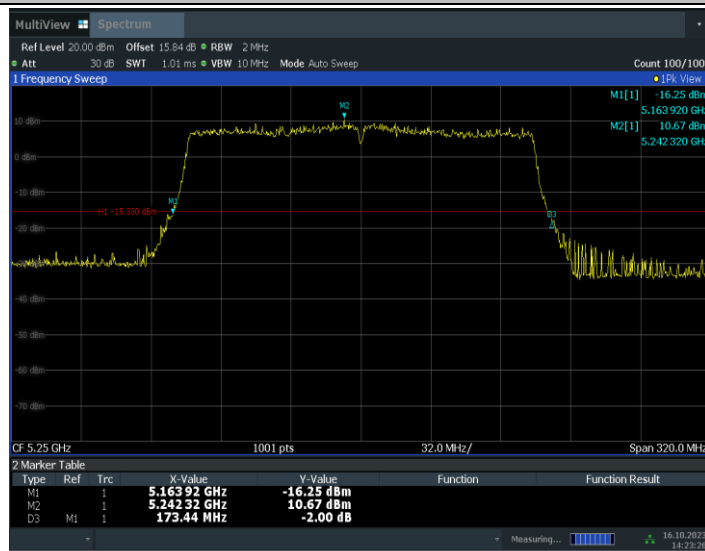 MultiView Spectrum
Ref Level 20.00 dBm Offset 15.84 dB RBW 2 MHz
Att 30 dB SWT 1.01 ms VBW 10 MHz Mode Auto Sweep Count 100/100
1 Frequency Sweep 1Pk View
M1[1] -16.25 dBm
5.163 920 GHz
M2[1] 10.67 dBm
5.242 320 GHz
M2
10 dBm
0 dBm
-10 dBm
M1
H1 -15.330 dBm
D3
-20 dBm
-40 dBm
-50 dBm
-60 dBm
-70 dBm
CF 5.25 GHz 1001 pts 32.0 MHz/ Span 320.0 MHz
2 Marker Table
Type Ref Trc X-Value Y-Value Function Function Result
M1 1 5.163 92 GHz -16.25 dBm
M2 1 5.242 32 GHz 10.67 dBm
D3 M1 1 173.44 MHz -2.00 dB
Measuring... 16.10.2023
14:23:26